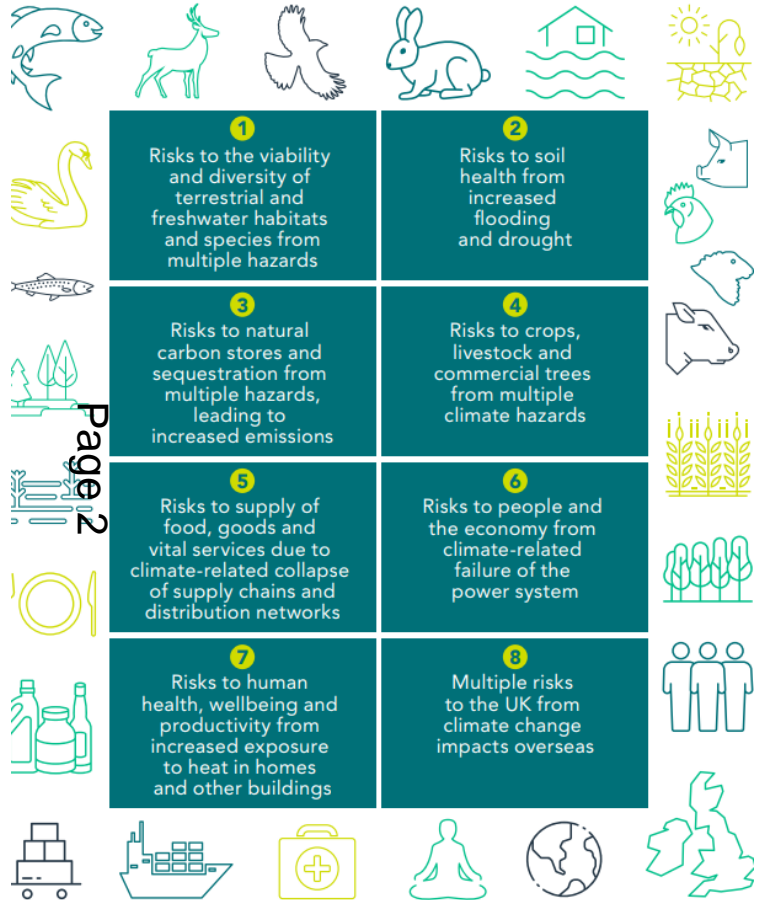 1
Risks to the viability
and diversity of
terrestrial and
freshwater habitats
and species from
multiple hazards
2
Risks to soil
health from
increased
flooding
and drought
3
Risks to natural
carbon stores and
sequestration from
multiple hazards,
leading to
increased emissions
4
Risks to crops,
livestock and
commercial trees
from multiple
climate hazards
5
Risks to supply of
food, goods and
vital services due to
climate-related collapse
of supply chains and
distribution networks
6
Risks to people and
the economy from
climate-related
failure of the
power system
7
Risks to human
health, wellbeing and
productivity from
increased exposure
to heat in homes
and other buildings
8
Multiple risks
to the UK from
climate change
impacts overseas
Page 2